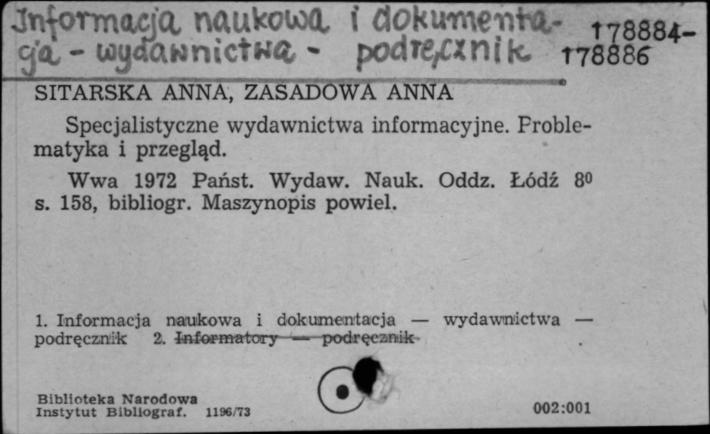 Informacja naukowa i dokumenta-
cja - wydawnictwa - podręcznik
178884-
178886
SITARSKA ANNA, ZASADOWA ANNA
Specjalistyczne wydawnictwa informacyjne. Proble-
matyka i przegląd.
Wwa 1972 Państ. Wydaw. Nauk. Oddz. Łódź 8⁰
s. 158, bibliogr. Maszynopis powiel.
1. Informacja naukowa i dokumentacja — wydawnictwa —
podręcznik 2. Informatory — podręcznik
Biblioteka Narodowa
Instytut Bibliograf. 1196/73
002:001